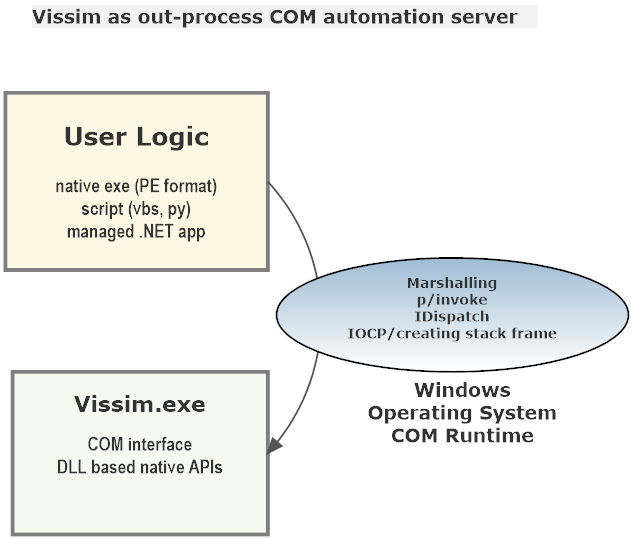 Vissim as out-process COM automation server
User Logic
native exe (PE format)
script (vbs, py)
managed .NET app
Marshalling
p/invoke
IDispatch
IOCP/creating stack frame
Windows
Operating System
COM Runtime
Vissim.exe
COM interface
DLL based native APIs